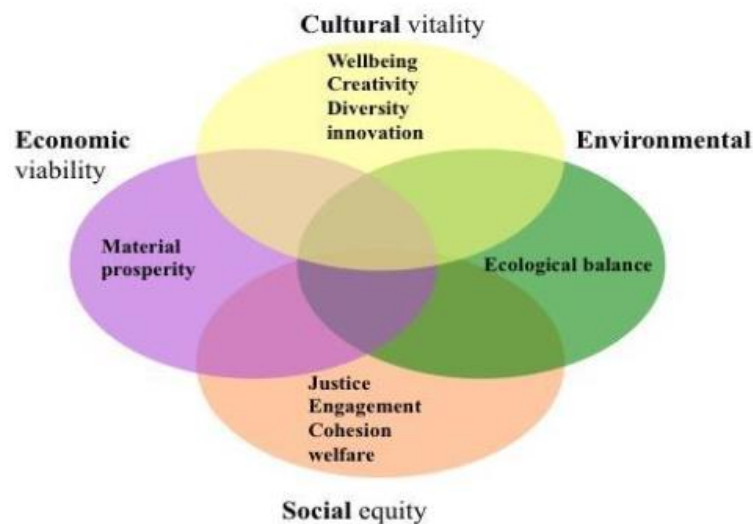 Cultural vitality
Wellbeing
Creativity
Diversity
innovation
Economic
viability
Environmental
Material
prosperity
Ecological balance
Justice
Engagement
Cohesion
welfare
Social equity